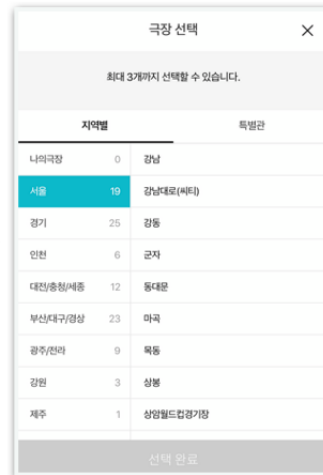 극장 선택
최대 3개까지 선택할 수 있습니다.
지역별 특별관
나의극장 0 강남
서울 19 강남대로(씨티)
경기 25 강동
인천 6 군자
대전/충청/세종 12 동대문
부산/대구/경상 23 마곡
광주/전라 9 목동
강원 3 상봉
제주 1 상암월드컵경기장
선택 완료